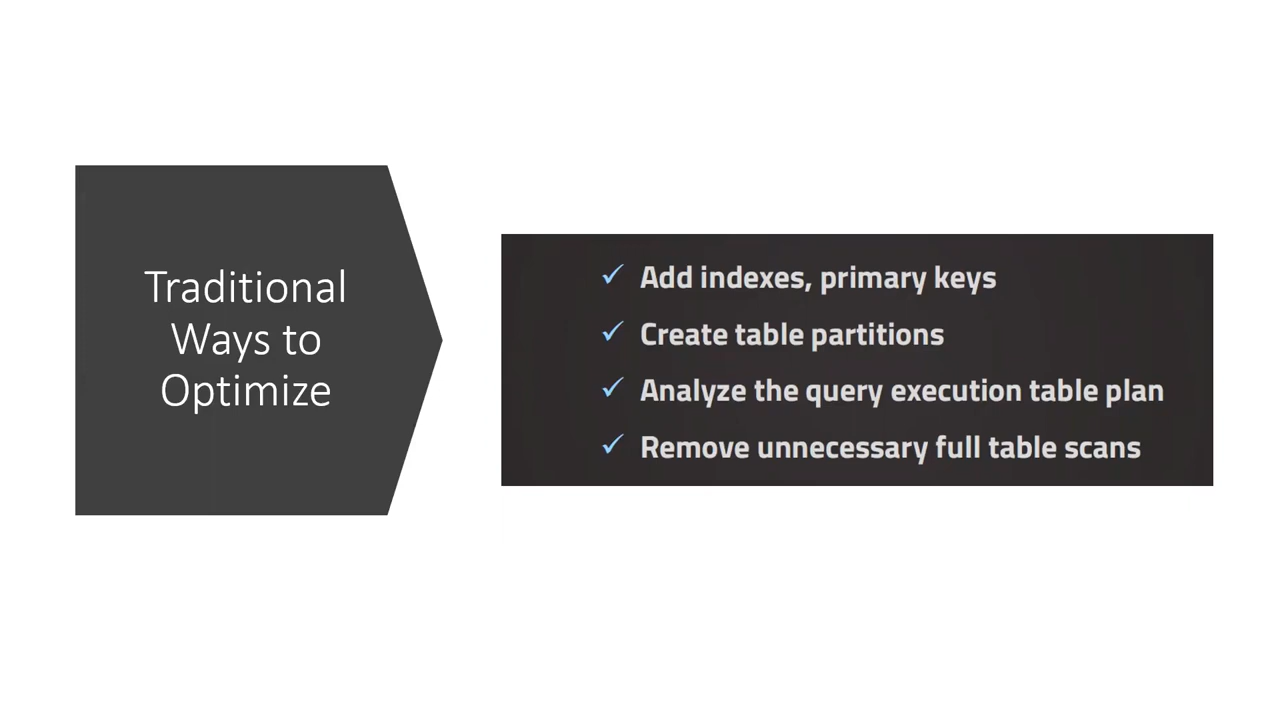 Traditional
Ways to
Optimize
✓ Add indexes, primary keys
✓ Create table partitions
✓ Analyze the query execution table plan
✓ Remove unnecessary full table scans